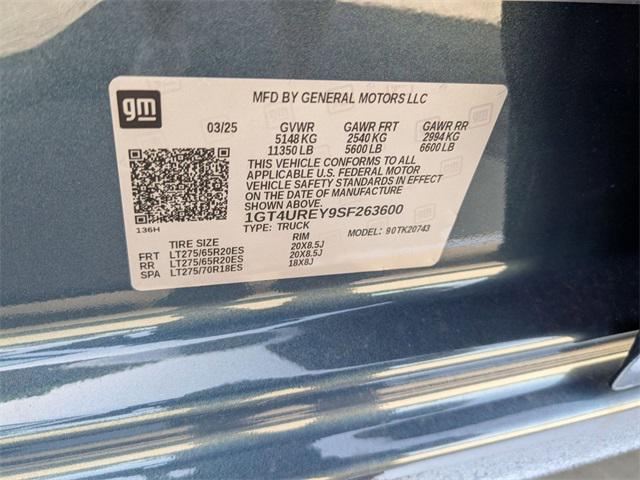 gm
MFD BY GENERAL MOTORS LLC
03/25 GVWR GAWR FRT GAWR RR
5148 KG 2540 KG 2994 KG
11350 LB 5600 LB 6600 LB
THIS VEHICLE CONFORMS TO ALL
APPLICABLE U.S. FEDERAL MOTOR
VEHICLE SAFETY STANDARDS IN EFFECT
ON THE DATE OF MANUFACTURE
SHOWN ABOVE.
1GT4UREY9SF263600
136H TYPE: TRUCK MODEL: 90TK20743
TIRE SIZE RIM
FRT LT275/65R20ES 20X8.5J
RR LT275/65R20ES 20X8.5J
SPA LT275/70R18ES 18X8J